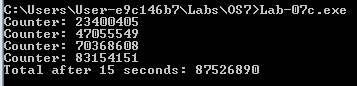 C:\Users\User-e9c146b7\Labs\OS7>Lab-07c.exe
Counter: 23400405
Counter: 47055549
Counter: 70368608
Counter: 83154151
Total after 15 seconds: 87526890